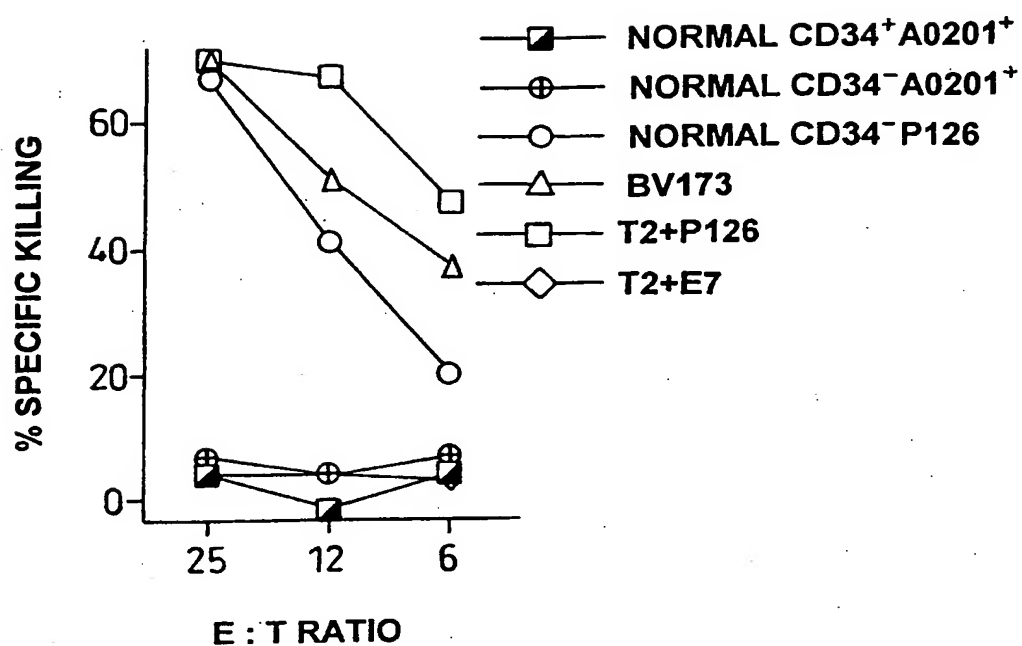 NORMAL CD34⁺A0201⁺
NORMAL CD34⁻A0201⁺
NORMAL CD34⁻P126
BV173
T2+P126
T2+E7
% SPECIFIC KILLING
60
40
20
0
25 12 6
E : T RATIO